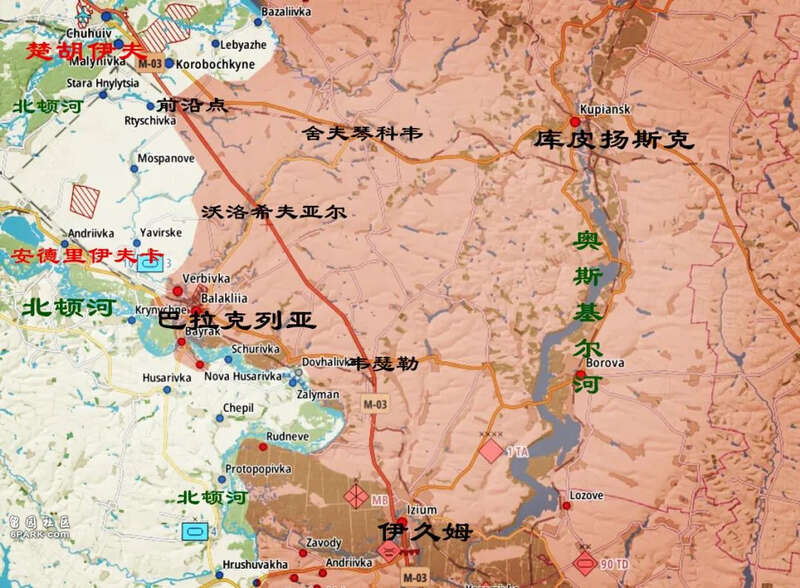 Bazaliivka
Chuhuiv
楚胡伊夫
Lebyazhe
Malynivka
M-03
Korobochkyne
Stara Hnylytsia
北顿河
前沿点
Rtyschivka
Kupiansk
舍夫琴科韦
库皮扬斯克
Mospanove
沃洛希夫亚尔
Andriivka
Yavirske
奥斯基尔河
安德里伊夫卡
3
Verbivka
Balakliia
北顿河
Krynychne
巴拉克列亚
Bayrak
Schurivka
Dovhalivka
韦瑟勒
Borova
Husarivka
Nova Husarivka
Zalyman
M-03
Chepil
Rudneve
xxxx
1 TA
Protopopivka
北顿河
MB
Izium
Lozove
留园社区
6PARK.COM
4
伊久姆
Zavody
Hrushuvakha
Andriivka
90 TD
M-03